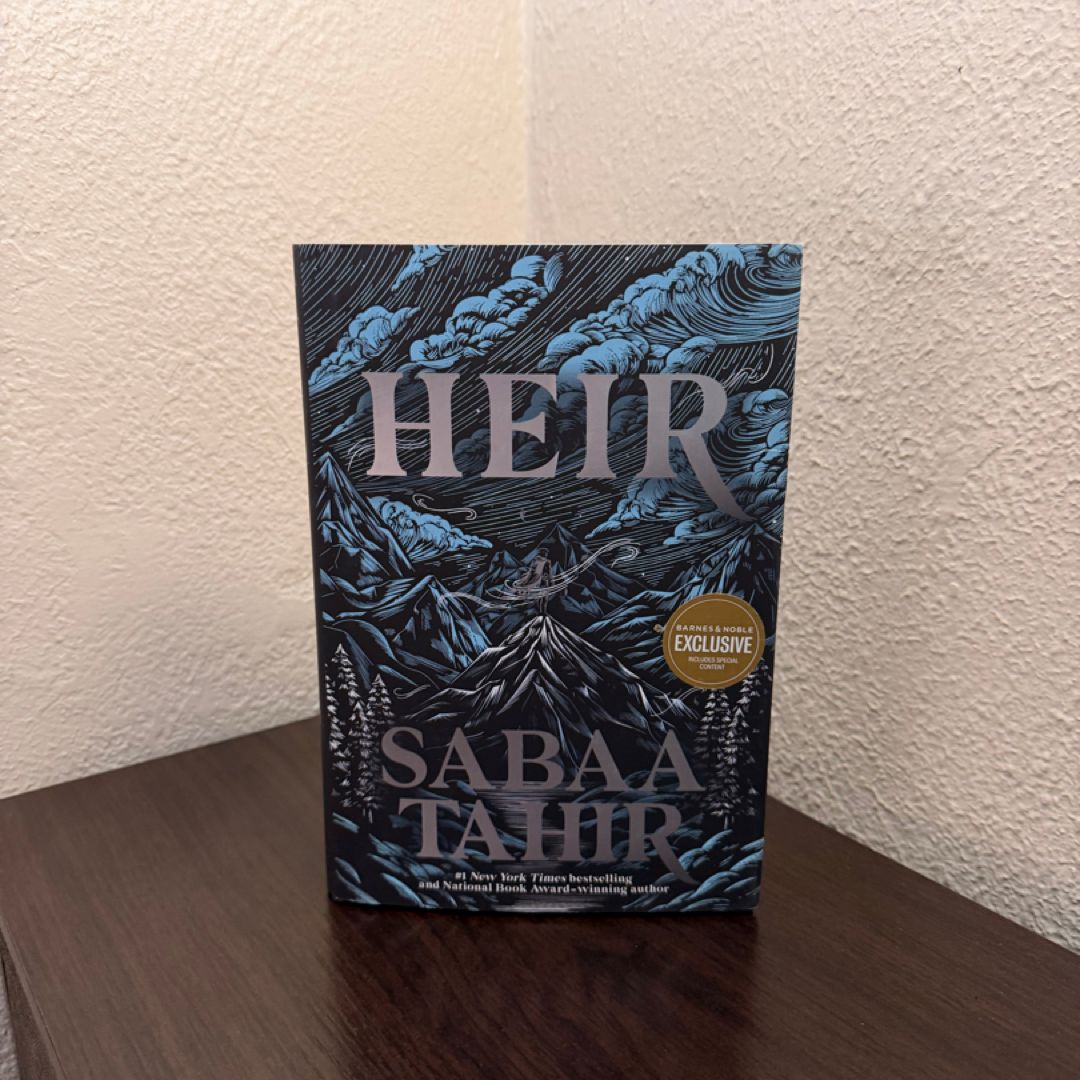 HEIR
BARNES & NOBLE
EXCLUSIVE
INCLUDES SPECIAL
CONTENT
SABAA
TAHIR
#1 New York Times bestselling
and National Book Award-winning author